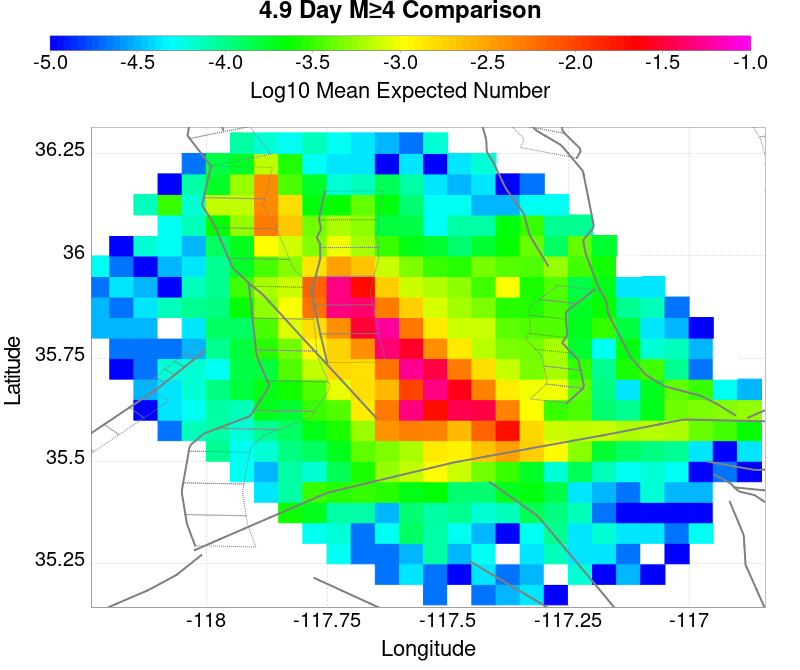 4.9 Day M≥4 Comparison
-5.0 -4.5 -4.0 -3.5 -3.0 -2.5 -2.0 -1.5 -1.0
Log10 Mean Expected Number
36.25
36
35.75
35.5
35.25
Latitude
-118 -117.75 -117.5 -117.25 -117
Longitude